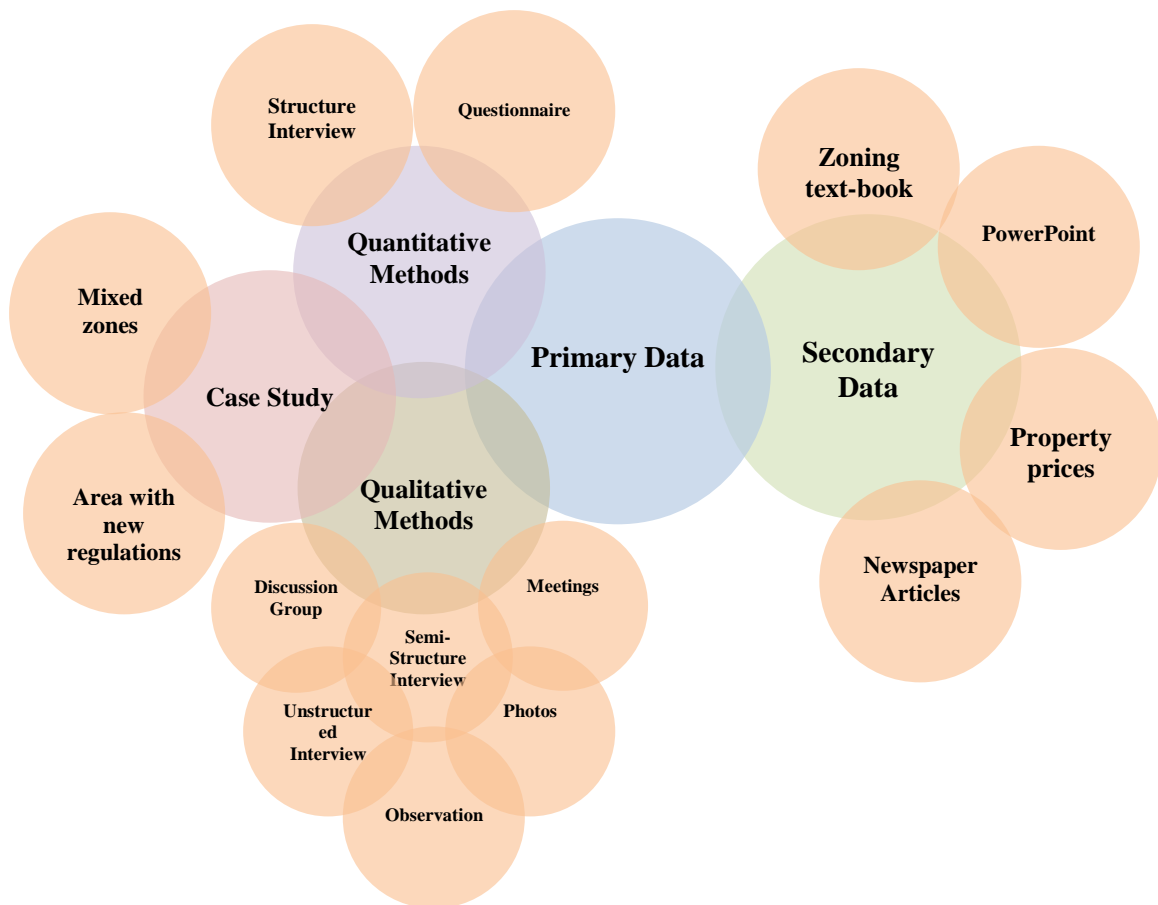 Structure
Interview
Questionnaire
Zoning
text-book
PowerPoint
Quantitative
Methods
Mixed
zones
Primary Data
Secondary
Data
Case Study
Property
prices
Qualitative
Methods
Area with
new
regulations
Newspaper
Articles
Discussion
Group
Meetings
Semi-
Structure
Interview
Unstructur
ed
Interview
Photos
Observation